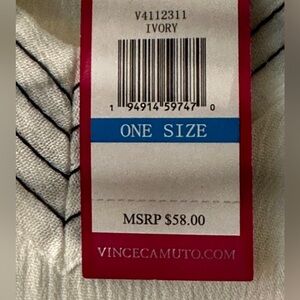 V4112311
IVORY
1 94914 59747 0
ONE SIZE
MSRP $58.00
VINCECAMUTO.COM